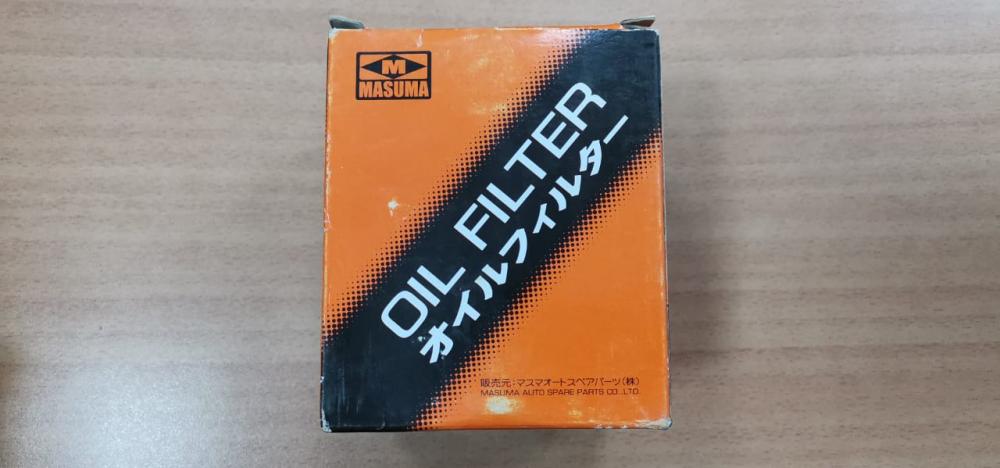 M
MASUMA
OIL FILTER
オイルフィルター
販売元:マスマオートスペアパーツ(株)
MASUMA AUTO SPARE PARTS CO.,LTD.